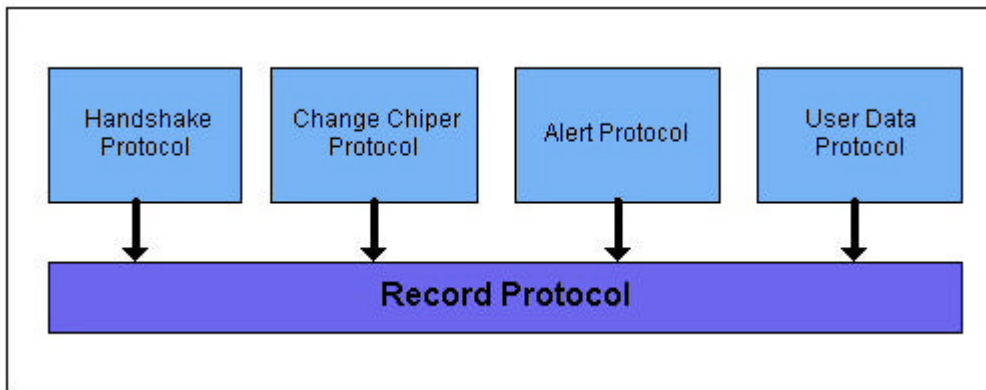 Handshake
Protocol
Change Chiper
Protocol
Alert Protocol
User Data
Protocol
Record Protocol